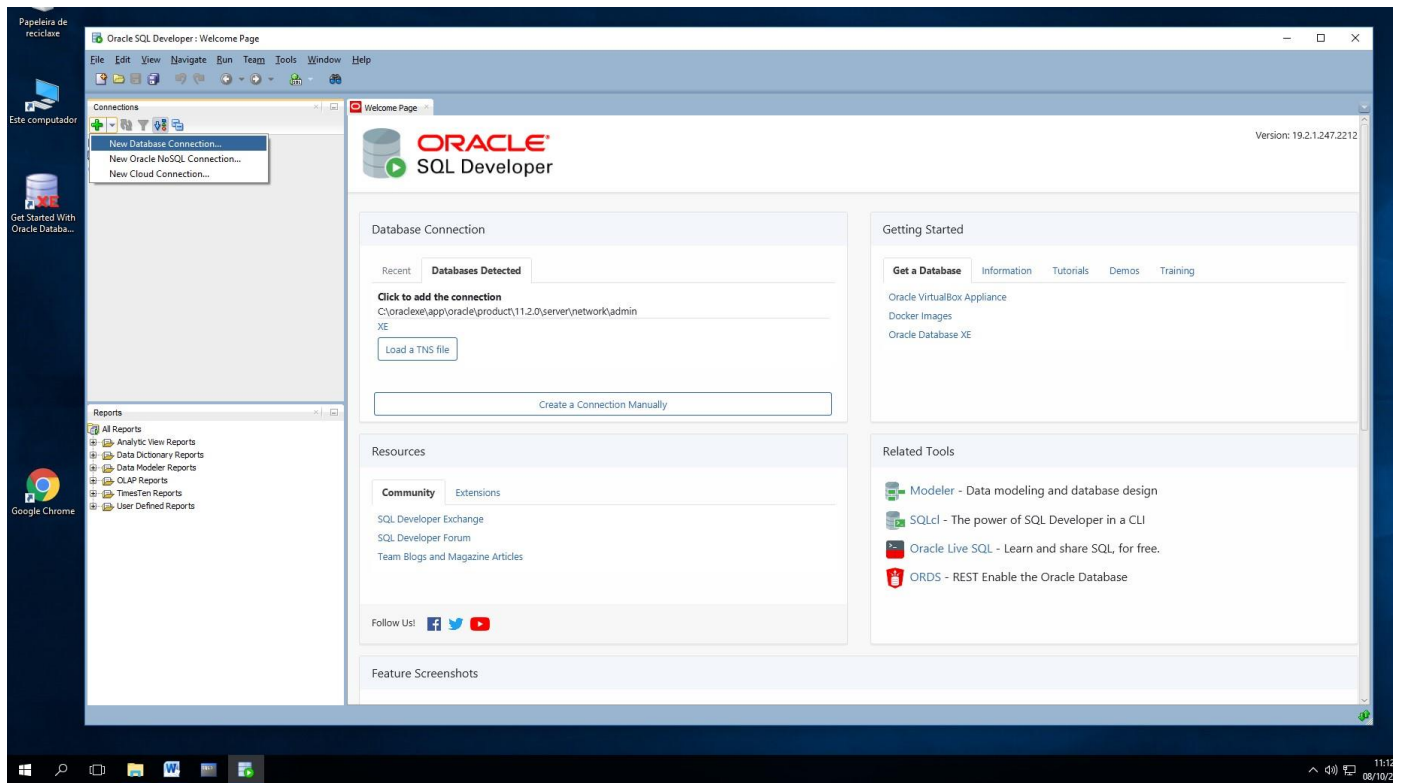 Papeleira de
reciclaxe
Este computador
XE
Get Started With
Oracle Databa...
Google Chrome
Oracle SQL Developer : Welcome Page
File Edit View Navigate Run Team Tools Window Help
Connections
New Database Connection...
New Oracle NoSQL Connection...
New Cloud Connection...
Reports
All Reports
Analytic View Reports
Data Dictionary Reports
Data Modeler Reports
OLAP Reports
TimesTen Reports
User Defined Reports
Welcome Page
ORACLE
SQL Developer
Version: 19.2.1.247.2212
Database Connection
Recent Databases Detected
Click to add the connection
C:\oraclexe\app\oracle\product\11.2.0\server\network\admin
XE
Load a TNS file
Create a Connection Manually
Getting Started
Get a Database Information Tutorials Demos Training
Oracle VirtualBox Appliance
Docker Images
Oracle Database XE
Resources
Community Extensions
SQL Developer Exchange
SQL Developer Forum
Team Blogs and Magazine Articles
Follow Us!
Related Tools
Modeler - Data modeling and database design
SQLcl - The power of SQL Developer in a CLI
Oracle Live SQL - Learn and share SQL, for free.
ORDS - REST Enable the Oracle Database
Feature Screenshots
11:12
08/10/2